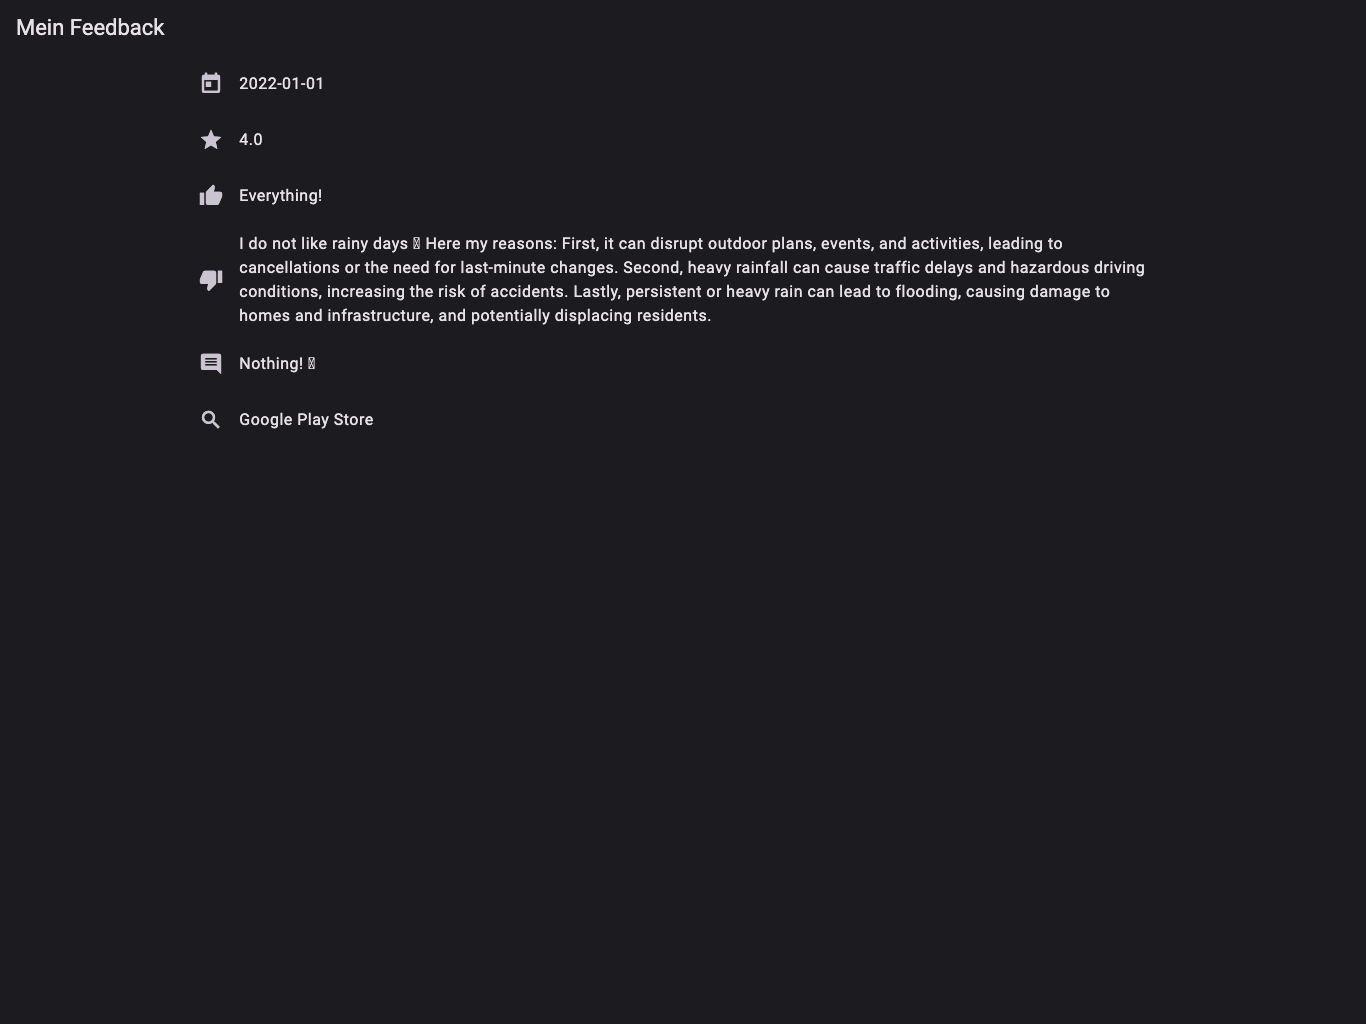 Mein Feedback
2022-01-01
4.0
Everything!
I do not like rainy days Here my reasons: First, it can disrupt outdoor plans, events, and activities, leading to
cancellations or the need for last-minute changes. Second, heavy rainfall can cause traffic delays and hazardous driving
conditions, increasing the risk of accidents. Lastly, persistent or heavy rain can lead to flooding, causing damage to
homes and infrastructure, and potentially displacing residents.
Nothing!
Google Play Store